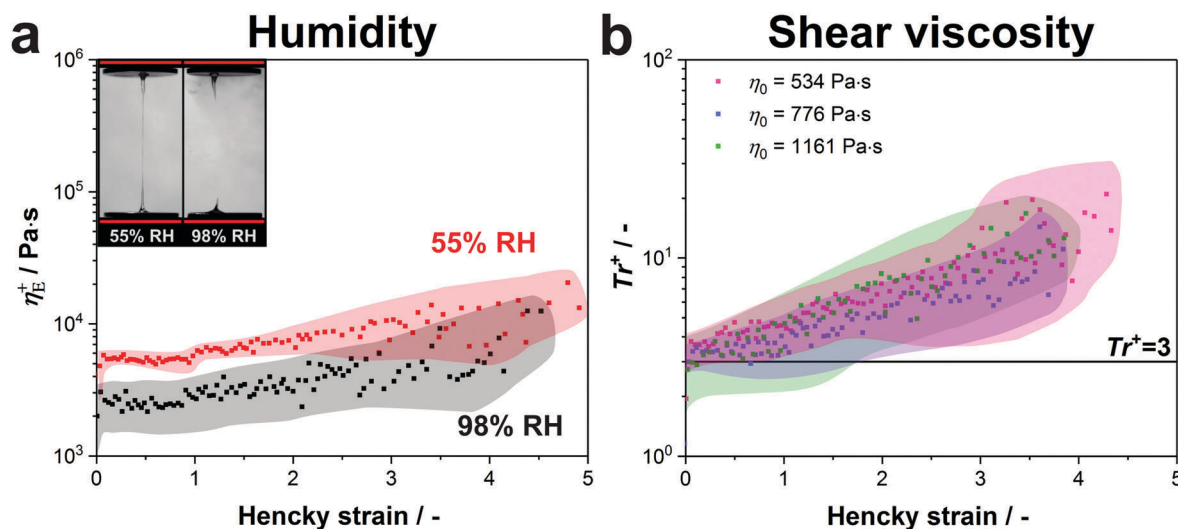 a
Humidity
10⁶
10⁵
10⁴
10³
η_E⁺ / Pa·s
55% RH
98% RH
55% RH
98% RH
0
1
2
3
4
5
Hencky strain / -
b
Shear viscosity
10²
10¹
10⁰
Tr⁺ / -
η₀ = 534 Pa·s
η₀ = 776 Pa·s
η₀ = 1161 Pa·s
Tr⁺=3
0
1
2
3
4
5
Hencky strain / -